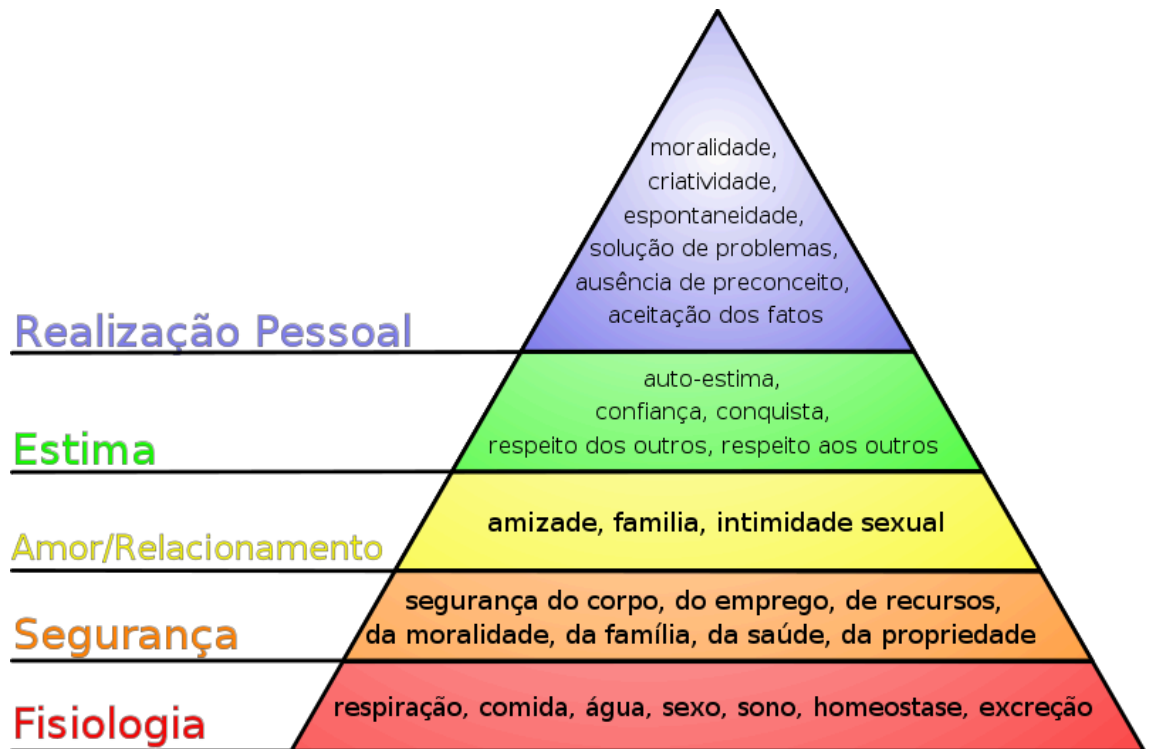 moralidade,
criatividade,
espontaneidade,
solução de problemas,
ausência de preconceito,
aceitação dos fatos
Realização Pessoal
auto-estima,
confiança, conquista,
respeito dos outros, respeito aos outros
Estima
amizade, familia, intimidade sexual
Amor/Relacionamento
segurança do corpo, do emprego, de recursos,
da moralidade, da família, da saúde, da propriedade
Segurança
respiração, comida, água, sexo, sono, homeostase, excreção
Fisiologia